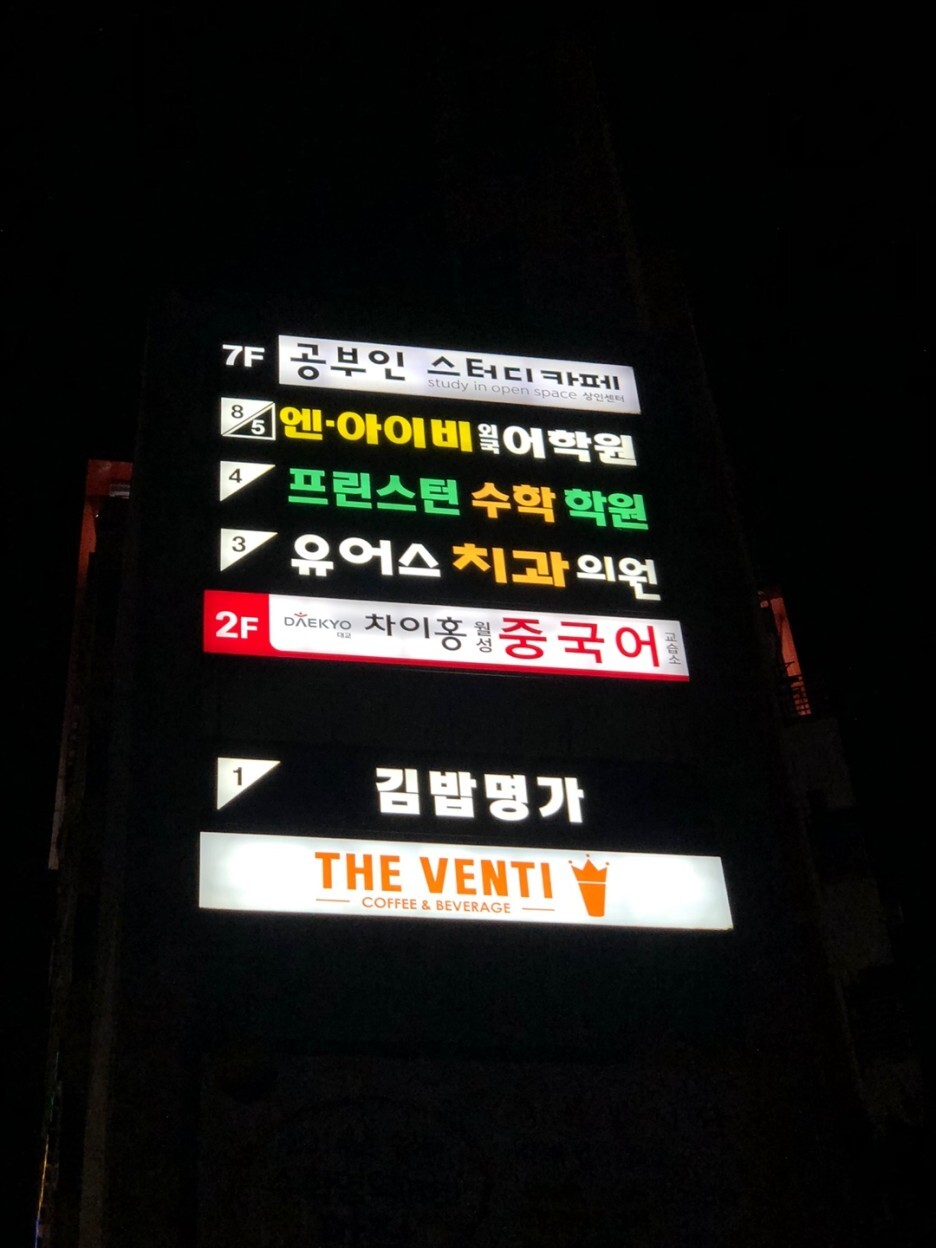 7F 공부인 스터디카페
study in open space 상인센터
8/5 엔·아이비 외국어학원
4 프린스턴 수학 학원
3 유어스 치과 의원
2F DAEKYO 대교 차이홍 월성 중국어 교습소
1 김밥명가
THE VENTI
COFFEE & BEVERAGE